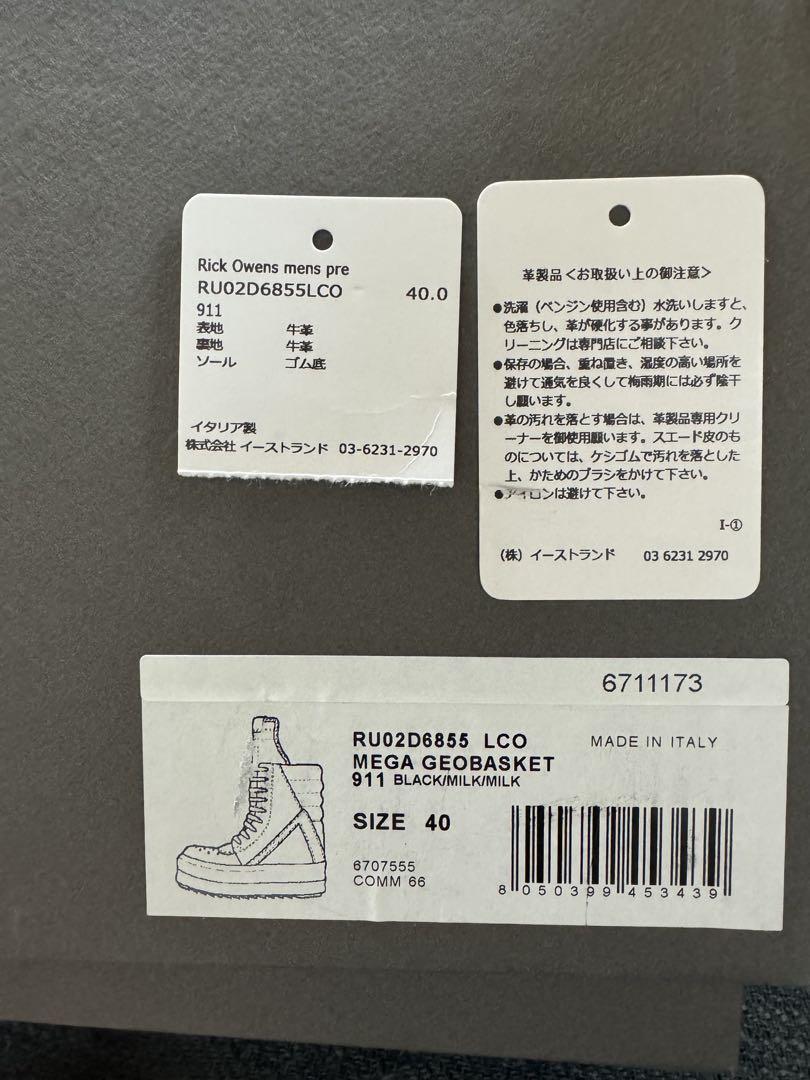 Rick Owens mens pre
RU02D6855LCO 40.0
911
表地 牛革
裏地 牛革
ソール ゴム底
イタリア製
株式会社 イーストランド 03-6231-2970
革製品<お取扱い上の御注意>
●洗濯（ベンジン使用含む）水洗いしますと、
色落ちし、革が硬化する事があります。ク
リーニングは専門店にご相談下さい。
●保存の場合、重ね置き、湿度の高い場所を
避けて通気を良くして梅雨期には必ず陰干
し願います。
●革の汚れを落とす場合は、革製品専用クリ
ーナーを御使用願います。スエード皮のも
のについては、ケシゴムで汚れを落とした
上、かためのブラシをかけて下さい。
●アイロンは避けて下さい。
I-①
（株）イーストランド 03 6231 2970
6711173
RU02D6855 LCO MADE IN ITALY
MEGA GEOBASKET
911 BLACK/MILK/MILK
SIZE 40
6707555
COMM 66
8 050399 453439